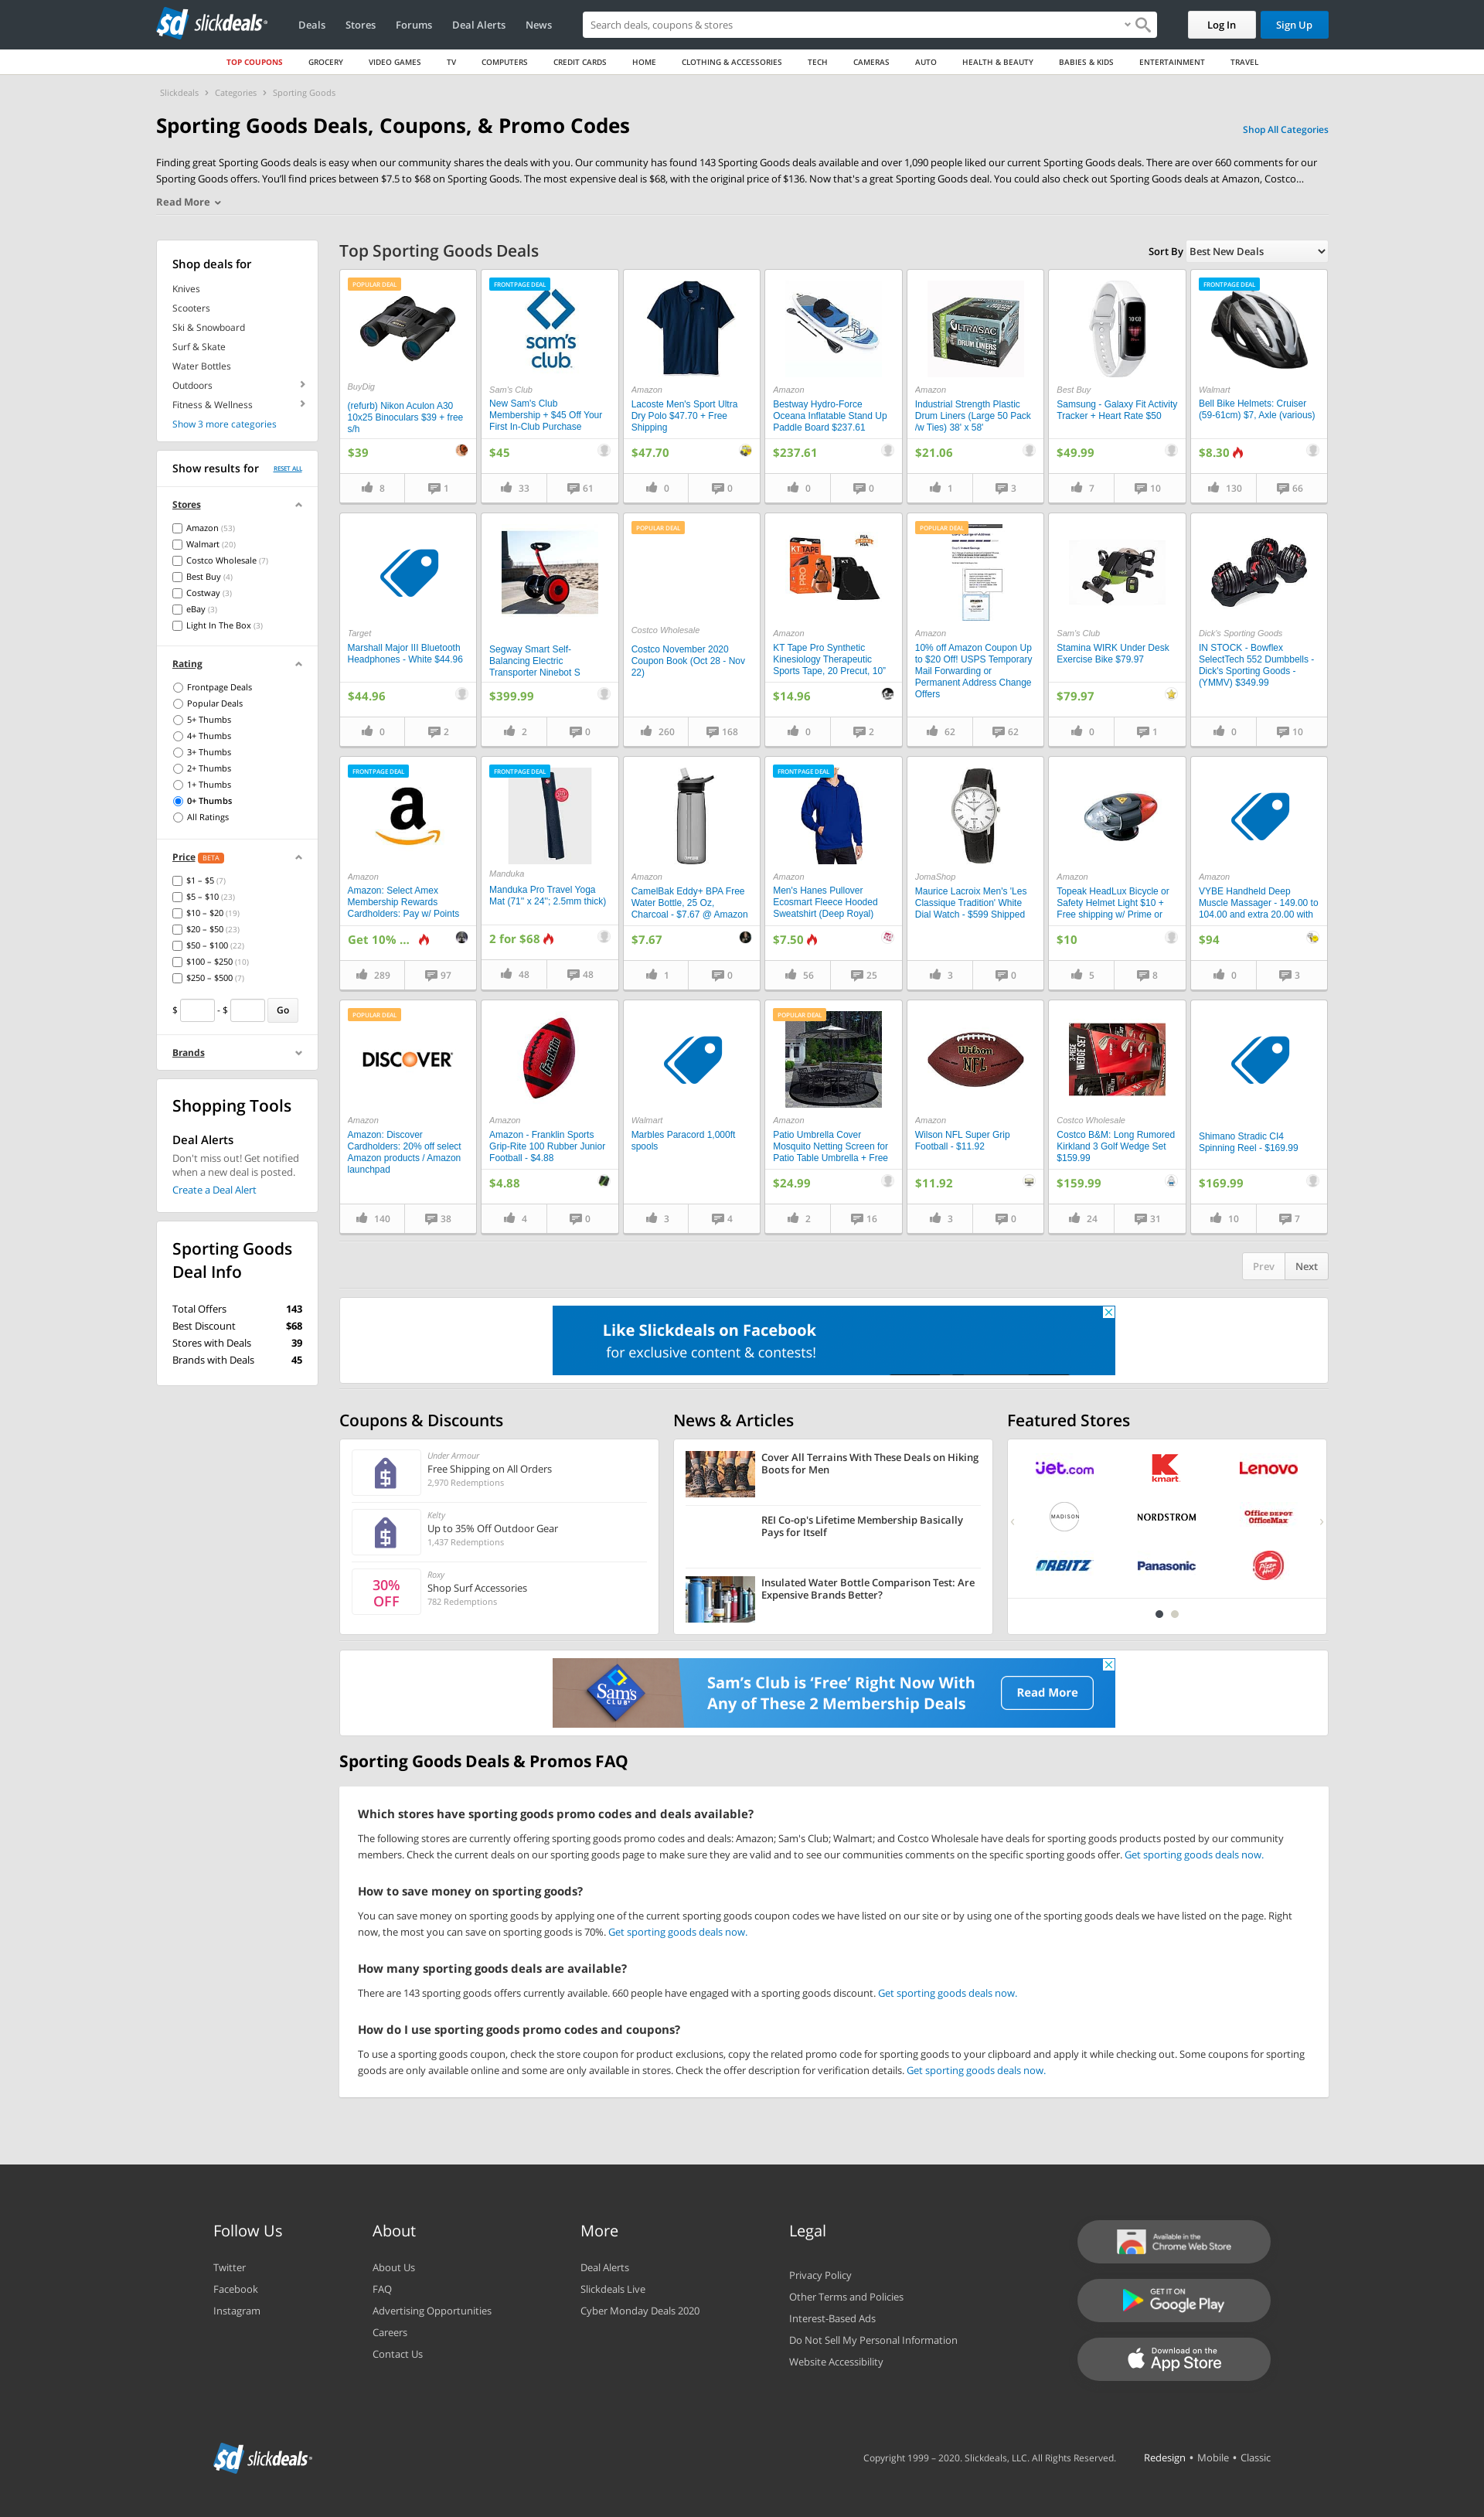 sd slickdeals
Deals
Stores
Forums
Deal Alerts
News
Search deals, coupons & stores
Log In
Sign Up
TOP COUPONS
GROCERY
VIDEO GAMES
TV
COMPUTERS
CREDIT CARDS
HOME
CLOTHING & ACCESSORIES
TECH
CAMERAS
AUTO
HEALTH & BEAUTY
BABIES & KIDS
ENTERTAINMENT
TRAVEL
Slickdeals › Categories › Sporting Goods
Sporting Goods Deals, Coupons, & Promo Codes
Shop All Categories
Finding great Sporting Goods deals is easy when our community shares the deals with you. Our community has found 143 Sporting Goods deals available and over 1,090 people liked our current Sporting Goods deals. There are over 660 comments for our
Sporting Goods offers. You'll find prices between $7.5 to $68 on Sporting Goods. The most expensive deal is $68, with the original price of $136. Now that's a great Sporting Goods deal. You could also check out Sporting Goods deals at Amazon, Costco...
Read More
Shop deals for
Knives
Scooters
Ski & Snowboard
Surf & Skate
Water Bottles
Outdoors
Fitness & Wellness
Show 3 more categories
Show results for
RESET ALL
Stores
Amazon (53)
Walmart (20)
Costco Wholesale (7)
Best Buy (4)
Costway (3)
eBay (3)
Light In The Box (3)
Rating
Frontpage Deals
Popular Deals
5+ Thumbs
4+ Thumbs
3+ Thumbs
2+ Thumbs
1+ Thumbs
0+ Thumbs
All Ratings
Price BETA
$1 – $5 (7)
$5 – $10 (23)
$10 – $20 (19)
$20 – $50 (23)
$50 – $100 (22)
$100 – $250 (10)
$250 – $500 (7)
$ - $ Go
Brands
Shopping Tools
Deal Alerts
Don't miss out! Get notified
when a new deal is posted.
Create a Deal Alert
Sporting Goods
Deal Info
Total Offers 143
Best Discount $68
Stores with Deals 39
Brands with Deals 45
Top Sporting Goods Deals
Sort By Best New Deals
POPULAR DEAL
BuyDig
(refurb) Nikon Aculon A30
10x25 Binoculars $39 + free
s/h
$39
8
1
FRONTPAGE DEAL
sam's
club
Sam's Club
New Sam's Club
Membership + $45 Off Your
First In-Club Purchase
$45
33
61
Amazon
Lacoste Men's Sport Ultra
Dry Polo $47.70 + Free
Shipping
$47.70
0
0
Amazon
Bestway Hydro-Force
Oceana Inflatable Stand Up
Paddle Board $237.61
$237.61
0
0
ULTRASAC
DRUM LINERS
Amazon
Industrial Strength Plastic
Drum Liners (Large 50 Pack
/w Ties) 38' x 58'
$21.06
1
3
Best Buy
Samsung - Galaxy Fit Activity
Tracker + Heart Rate $50
$49.99
7
10
FRONTPAGE DEAL
Walmart
Bell Bike Helmets: Cruiser
(59-61cm) $7, Axle (various)
$8.30
130
66
Target
Marshall Major III Bluetooth
Headphones - White $44.96
$44.96
0
2
Segway Smart Self-
Balancing Electric
Transporter Ninebot S
$399.99
2
0
POPULAR DEAL
Costco Wholesale
Costco November 2020
Coupon Book (Oct 28 - Nov
22)
260
168
KT TAPE
PRO
KT
Amazon
KT Tape Pro Synthetic
Kinesiology Therapeutic
Sports Tape, 20 Precut, 10”
$14.96
0
2
POPULAR DEAL
Amazon
10% off Amazon Coupon Up
to $20 Off! USPS Temporary
Mail Forwarding or
Permanent Address Change
Offers
62
62
Sam's Club
Stamina WIRK Under Desk
Exercise Bike $79.97
$79.97
0
1
Dick's Sporting Goods
IN STOCK - Bowflex
SelectTech 552 Dumbbells -
Dick's Sporting Goods -
(YMMV) $349.99
0
10
FRONTPAGE DEAL
a
Amazon
Amazon: Select Amex
Membership Rewards
Cardholders: Pay w/ Points
Get 10% ...
289
97
FRONTPAGE DEAL
Manduka
Manduka Pro Travel Yoga
Mat (71" x 24"; 2.5mm thick)
2 for $68
48
48
Amazon
CamelBak Eddy+ BPA Free
Water Bottle, 25 Oz,
Charcoal - $7.67 @ Amazon
$7.67
1
0
FRONTPAGE DEAL
Amazon
Men's Hanes Pullover
Ecosmart Fleece Hooded
Sweatshirt (Deep Royal)
$7.50
56
25
JomaShop
Maurice Lacroix Men's 'Les
Classique Tradition' White
Dial Watch - $599 Shipped
3
0
Amazon
Topeak HeadLux Bicycle or
Safety Helmet Light $10 +
Free shipping w/ Prime or
$10
5
8
Amazon
VYBE Handheld Deep
Muscle Massager - 149.00 to
104.00 and extra 20.00 with
$94
0
3
POPULAR DEAL
DISCOVER
Amazon
Amazon: Discover
Cardholders: 20% off select
Amazon products / Amazon
launchpad
140
38
franklin
Amazon
Amazon - Franklin Sports
Grip-Rite 100 Rubber Junior
Football - $4.88
$4.88
4
0
Walmart
Marbles Paracord 1,000ft
spools
3
4
POPULAR DEAL
Amazon
Patio Umbrella Cover
Mosquito Netting Screen for
Patio Table Umbrella + Free
$24.99
2
16
Wilson
NFL
Amazon
Wilson NFL Super Grip
Football - $11.92
$11.92
3
0
3-PIECE
WEDGE SET
Costco Wholesale
Costco B&M: Long Rumored
Kirkland 3 Golf Wedge Set
$159.99
$159.99
24
31
Shimano Stradic CI4
Spinning Reel - $169.99
$169.99
10
7
Prev
Next
Like Slickdeals on Facebook
for exclusive content & contests!
Coupons & Discounts
Under Armour
Free Shipping on All Orders
2,970 Redemptions
Kelty
Up to 35% Off Outdoor Gear
1,437 Redemptions
30%
OFF
Roxy
Shop Surf Accessories
782 Redemptions
News & Articles
Cover All Terrains With These Deals on Hiking
Boots for Men
REI Co-op's Lifetime Membership Basically
Pays for Itself
Insulated Water Bottle Comparison Test: Are
Expensive Brands Better?
Featured Stores
Jet.com
K
kmart
Lenovo
MADISON
NORDSTROM
Office DEPOT
OfficeMax
ORBITZ
Panasonic
Pizza Hut
Sam's
CLUB
Sam's Club is ‘Free’ Right Now With
Any of These 2 Membership Deals
Read More
Sporting Goods Deals & Promos FAQ
Which stores have sporting goods promo codes and deals available?
The following stores are currently offering sporting goods promo codes and deals: Amazon; Sam's Club; Walmart; and Costco Wholesale have deals for sporting goods products posted by our community
members. Check the current deals on our sporting goods page to make sure they are valid and to see our communities comments on the specific sporting goods offer. Get sporting goods deals now.
How to save money on sporting goods?
You can save money on sporting goods by applying one of the current sporting goods coupon codes we have listed on our site or by using one of the sporting goods deals we have listed on the page. Right
now, the most you can save on sporting goods is 70%. Get sporting goods deals now.
How many sporting goods deals are available?
There are 143 sporting goods offers currently available. 660 people have engaged with a sporting goods discount. Get sporting goods deals now.
How do I use sporting goods promo codes and coupons?
To use a sporting goods coupon, check the store coupon for product exclusions, copy the related promo code for sporting goods to your clipboard and apply it while checking out. Some coupons for sporting
goods are only available online and some are only available in stores. Check the offer description for verification details. Get sporting goods deals now.
Follow Us
Twitter
Facebook
Instagram
About
About Us
FAQ
Advertising Opportunities
Careers
Contact Us
More
Deal Alerts
Slickdeals Live
Cyber Monday Deals 2020
Legal
Privacy Policy
Other Terms and Policies
Interest-Based Ads
Do Not Sell My Personal Information
Website Accessibility
Available in the
Chrome Web Store
GET IT ON
Google Play
Download on the
App Store
sd slickdeals
Copyright 1999 – 2020. Slickdeals, LLC. All Rights Reserved.
Redesign • Mobile • Classic